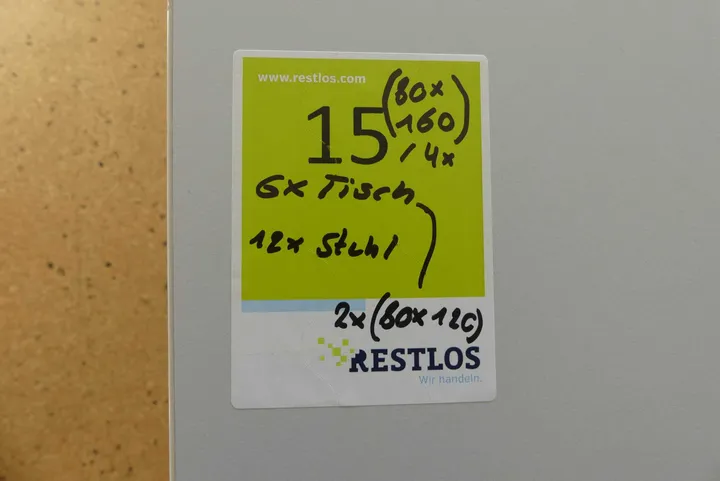 www.restlos.com
15 (80x
160)
/ 4x
6x Tisch
12x Stuhl
2x (80x120)
RESTLOS
Wir handeln.